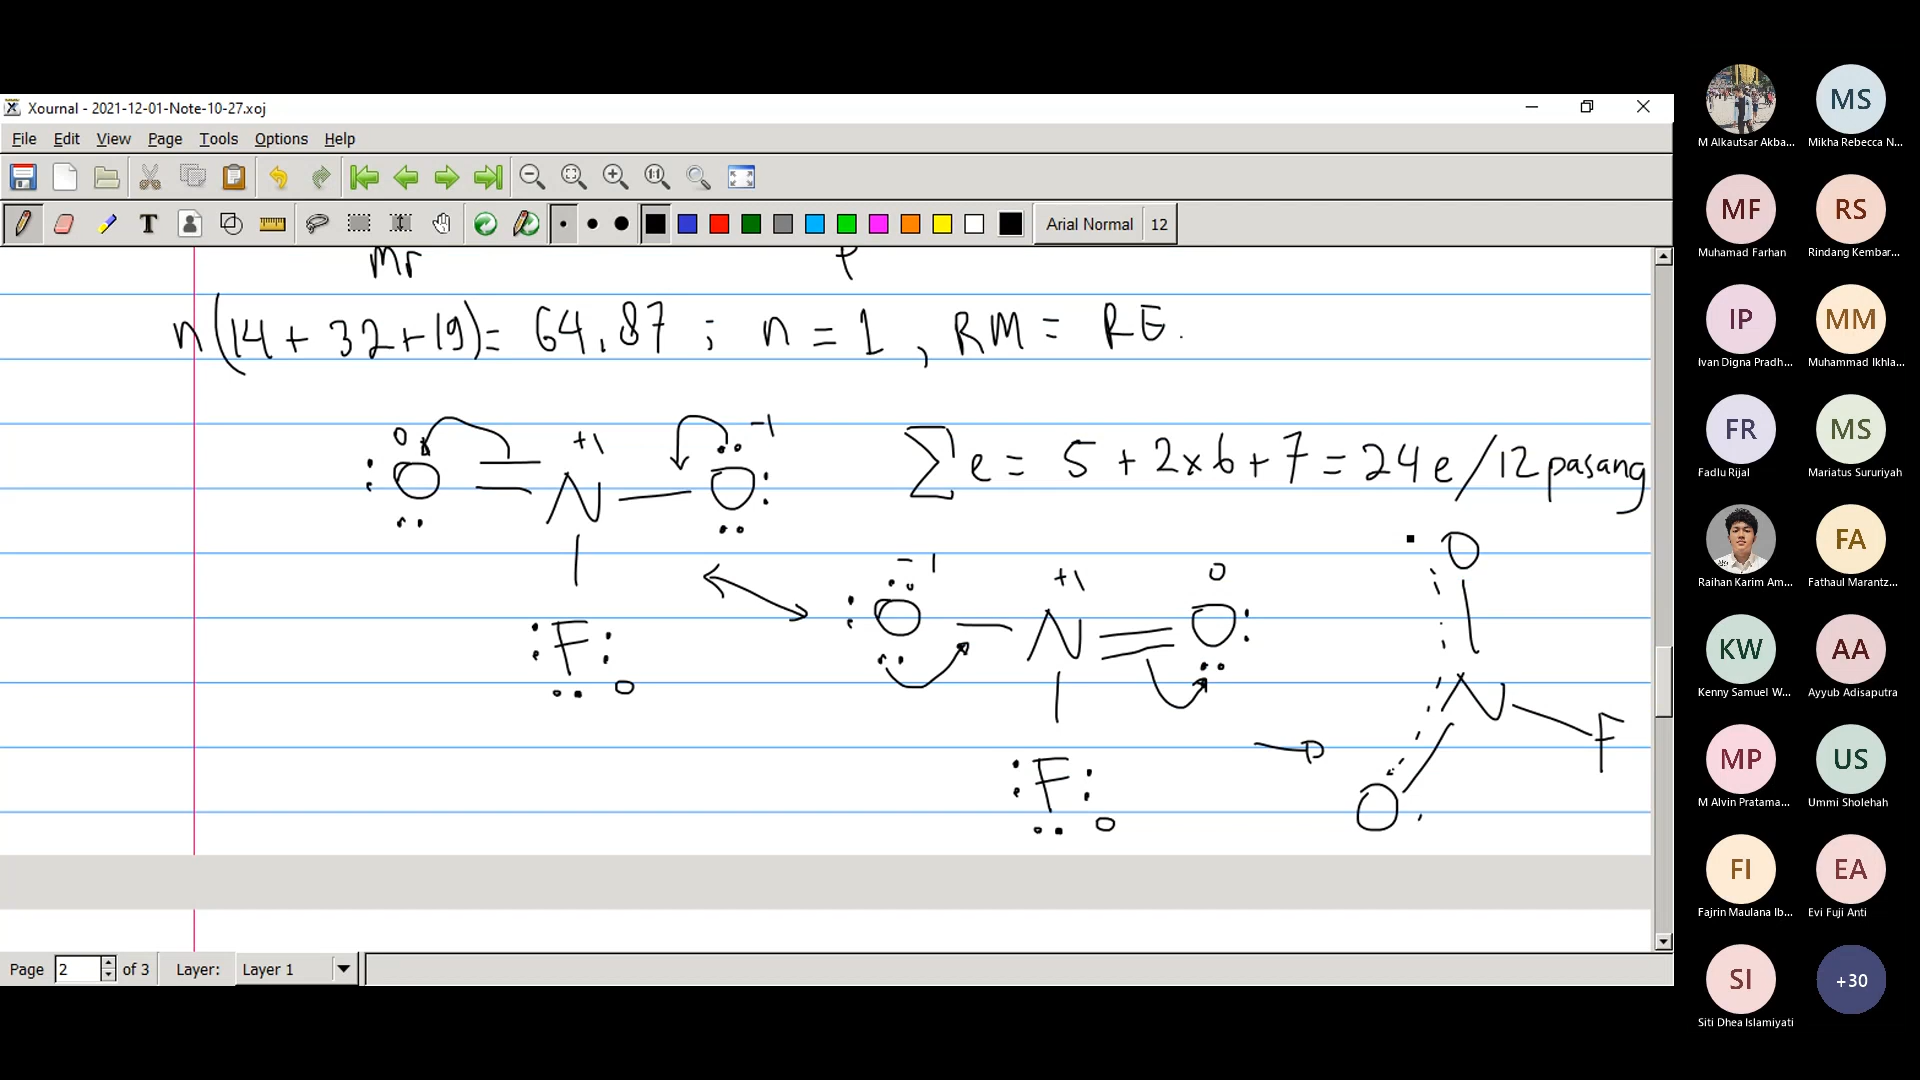 Xournal - 2021-12-01-Note-10-27.xoj
File Edit View Page Tools Options Help
Arial Normal 12
Mr
n(14 + 32 + 19) = 64,87 ; n = 1 , RM = RE.
O +1 -1
O = N - O
F
O
∑e = 5 + 2x6 + 7 = 24e / 12 pasang
-1 +1 O
O - N = O
F
O
O
N F
O
Page 2 of 3 Layer: Layer 1
M Alkautsar Akba...
MS
Mikha Rebecca N...
MF
Muhamad Farhan
RS
Rindang Kembar...
IP
Ivan Digna Pradh...
MM
Muhammad Ikhla...
FR
Fadlu Rijal
MS
Mariatus Sururiyah
Raihan Karim Am...
FA
Fathaul Marantz...
KW
Kenny Samuel W...
AA
Ayyub Adisaputra
MP
M Alvin Pratama...
US
Ummi Sholehah
FI
Fajrin Maulana Ib...
EA
Evi Fuji Anti
SI
Siti Dhea Islamiyati
+30